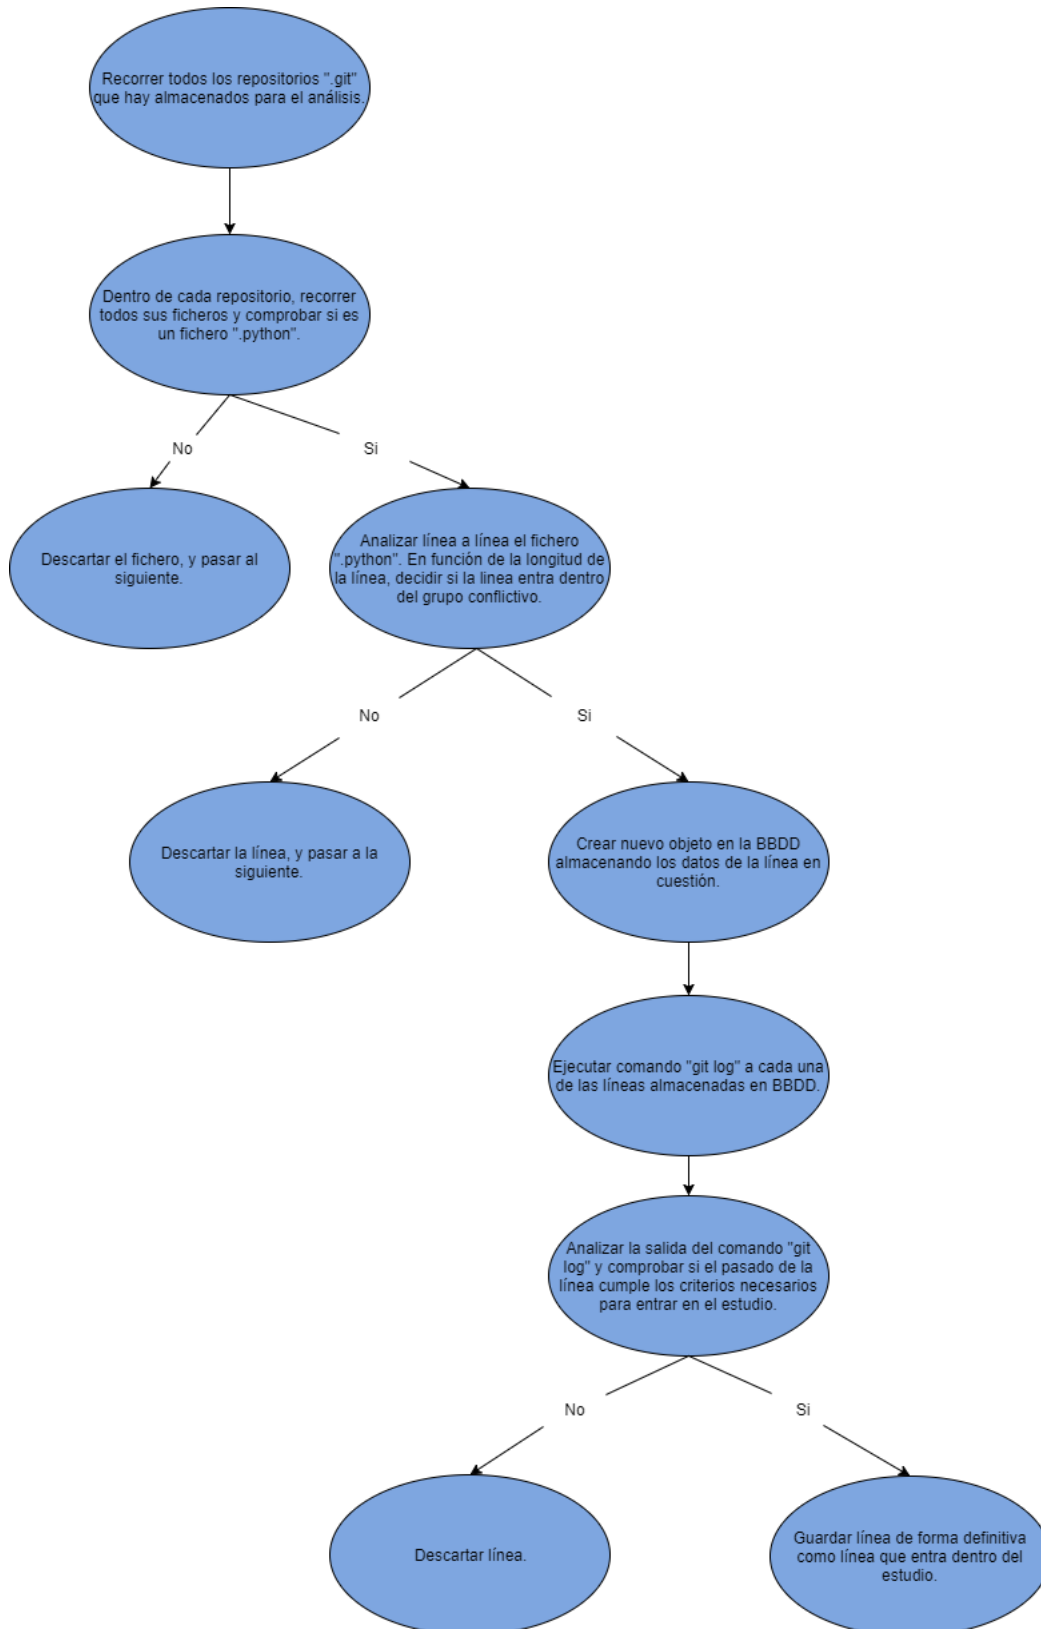 Recorrer todos los repositorios ".git"
que hay almacenados para el análisis.
Dentro de cada repositorio, recorrer
todos sus ficheros y comprobar si es
un fichero ".python".
No
Si
Descartar el fichero, y pasar al
siguiente.
Analizar línea a línea el fichero
".python". En función de la longitud de
la línea, decidir si la linea entra dentro
del grupo conflictivo.
No
Si
Descartar la línea, y pasar a la
siguiente.
Crear nuevo objeto en la BBDD
almacenando los datos de la línea en
cuestión.
Ejecutar comando "git log" a cada una
de las líneas almacenadas en BBDD.
Analizar la salida del comando "git
log" y comprobar si el pasado de la
línea cumple los criterios necesarios
para entrar en el estudio.
No
Si
Descartar línea.
Guardar línea de forma definitiva
como línea que entra dentro del
estudio.